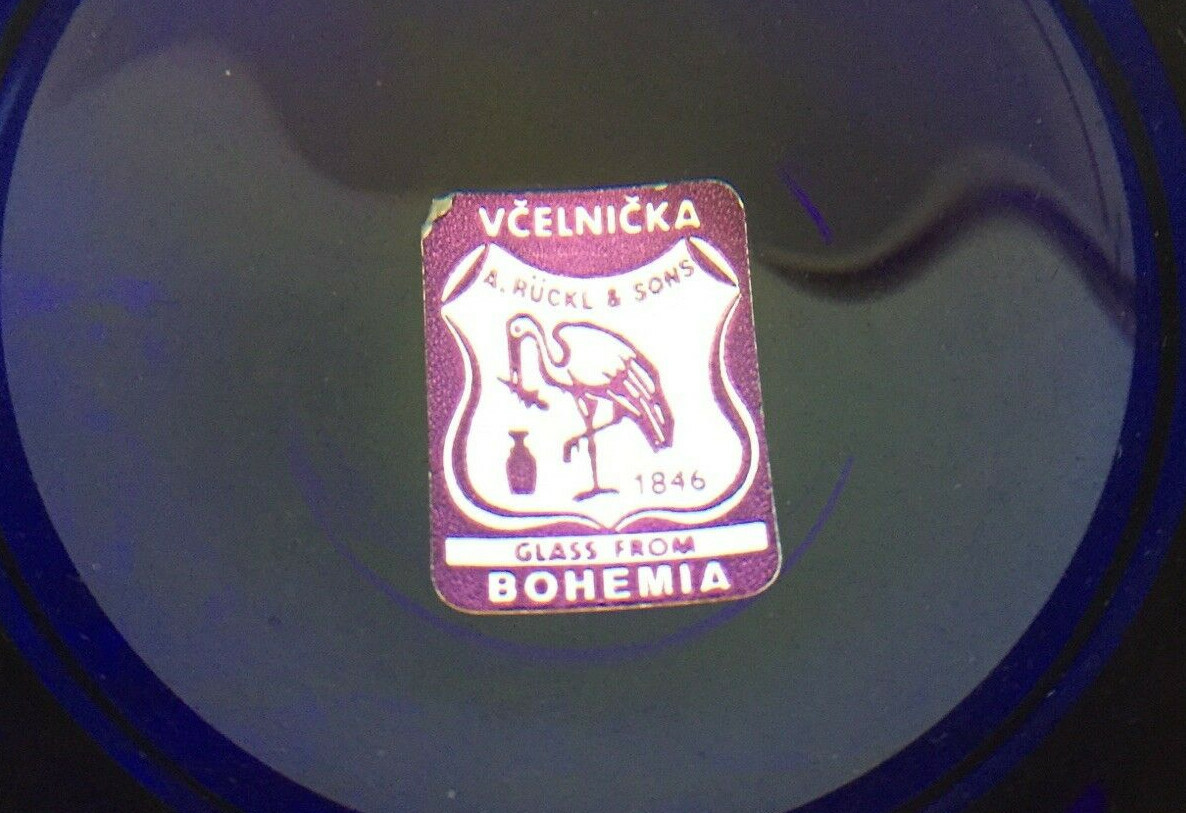 VČELNIČKA
A. RÜCKL & SONS
1846
GLASS FROM
BOHEMIA